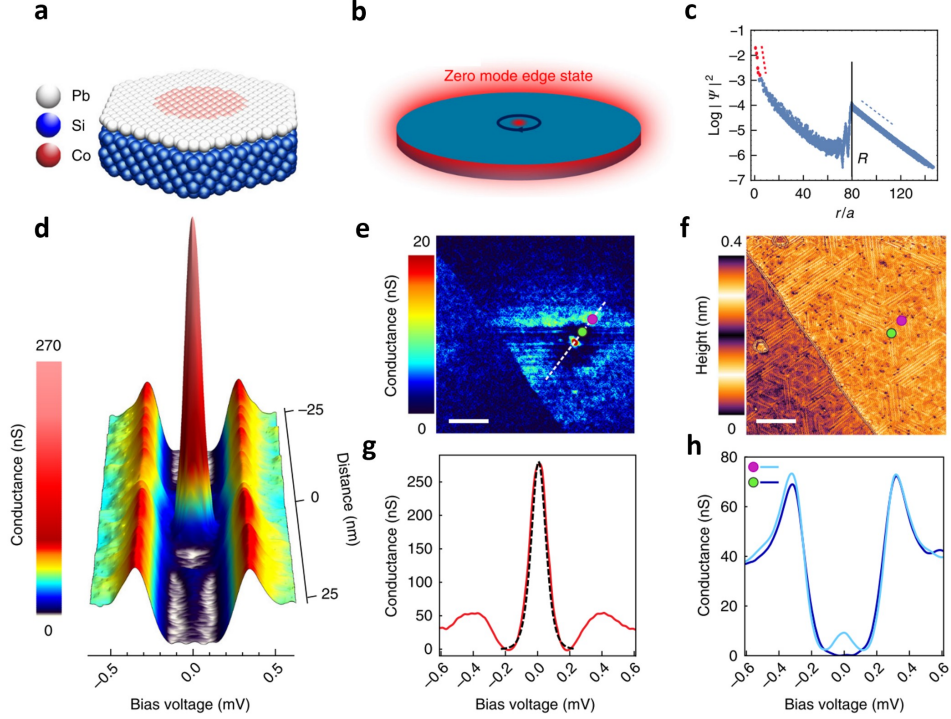 a
Pb
Si
Co
b
Zero mode edge state
c
Log |Ψ|²
−1
−2
−3
−4
−5
−6
−7
R
0 40 80 120
r/a
d
270
Conductance (nS)
0
−25
0
25
Distance (nm)
−0.5 0.0 0.5
Bias voltage (mV)
e
20
Conductance (nS)
0
f
0.4
Height (nm)
0
g
250
200
150
100
50
0
Conductance (nS)
−0.6 −0.4 −0.2 0.0 0.2 0.4 0.6
Bias voltage (mV)
h
80
60
40
20
0
Conductance (nS)
−0.6 −0.4 −0.2 0.0 0.2 0.4 0.6
Bias voltage (mV)